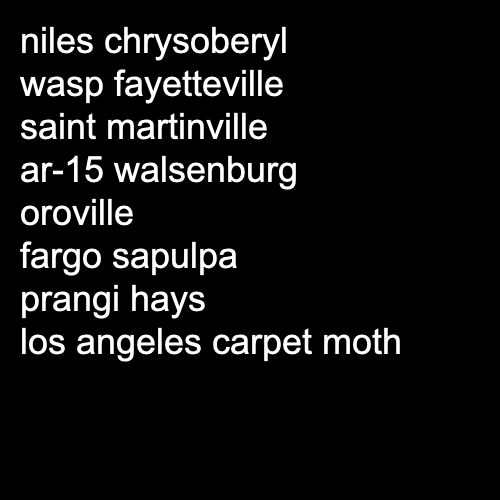 niles chrysoberyl
wasp fayetteville
saint martinville
ar-15 walsenburg
oroville
fargo sapulpa
prangi hays
los angeles carpet moth